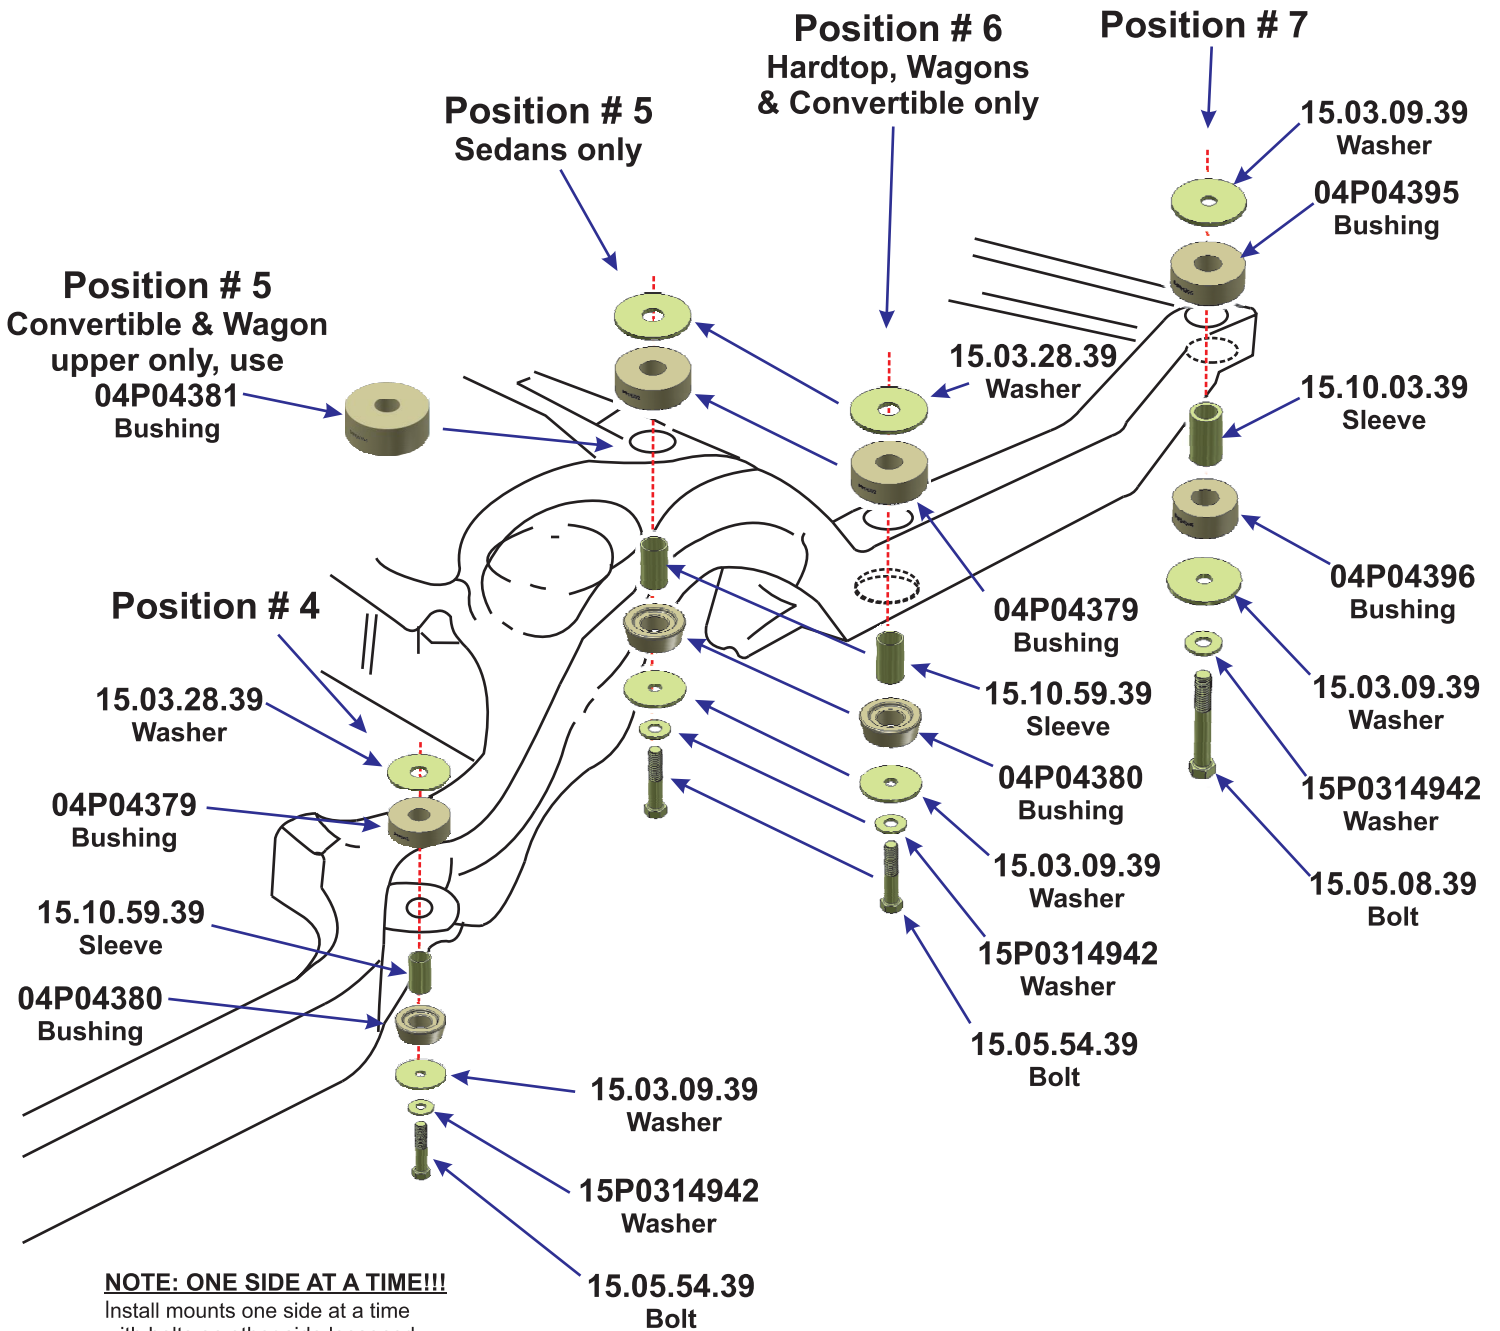 Position # 7
Position # 6
Hardtop, Wagons
& Convertible only
Position # 5
Sedans only
15.03.09.39
Washer
04P04395
Bushing
Position # 5
Convertible & Wagon
upper only, use
04P04381
Bushing
15.03.28.39
Washer
15.10.03.39
Sleeve
04P04396
Bushing
Position # 4
04P04379
Bushing
15.03.28.39
Washer
15.10.59.39
Sleeve
15.03.09.39
Washer
04P04379
Bushing
04P04380
Bushing
15P0314942
Washer
15.03.09.39
Washer
15.05.08.39
Bolt
15.10.59.39
Sleeve
15P0314942
Washer
04P04380
Bushing
15.05.54.39
Bolt
15.03.09.39
Washer
15P0314942
Washer
15.05.54.39
Bolt
NOTE: ONE SIDE AT A TIME!!!
Install mounts one side at a time